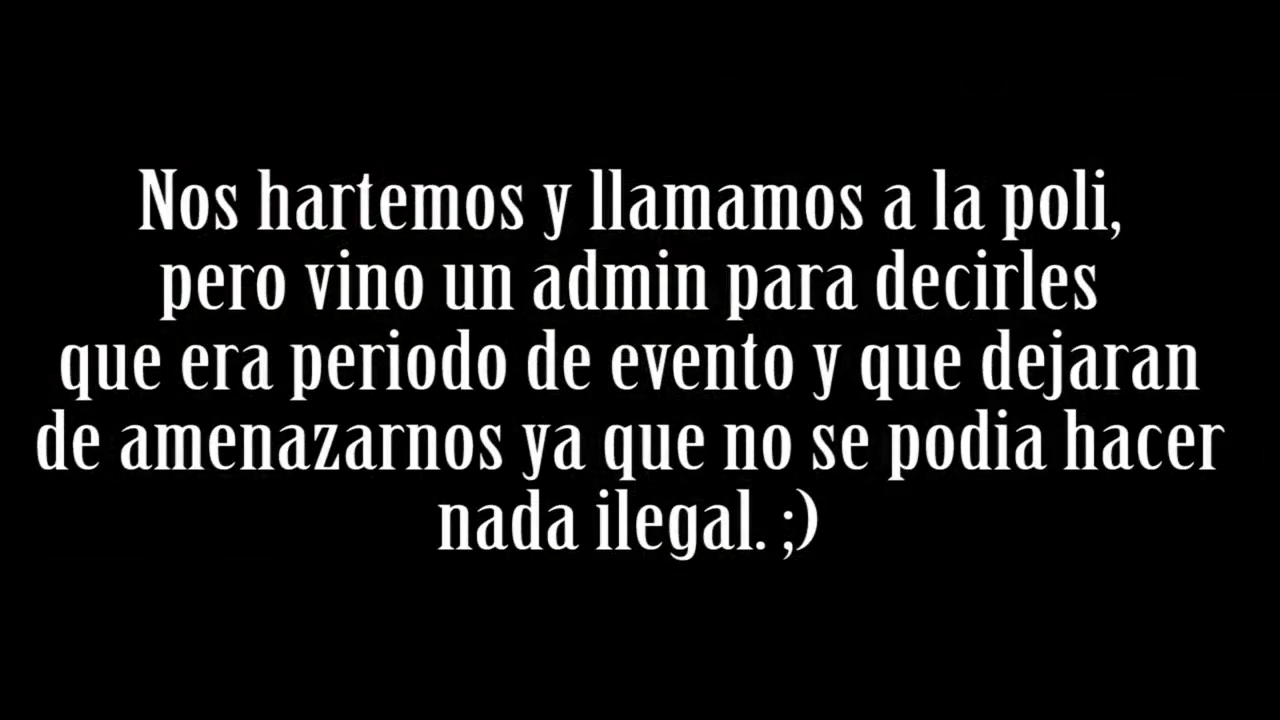 Nos hartemos y llamamos a la poli,
pero vino un admin para decirles
que era periodo de evento y que dejaran
de amenazarnos ya que no se podia hacer
nada ilegal. ;)